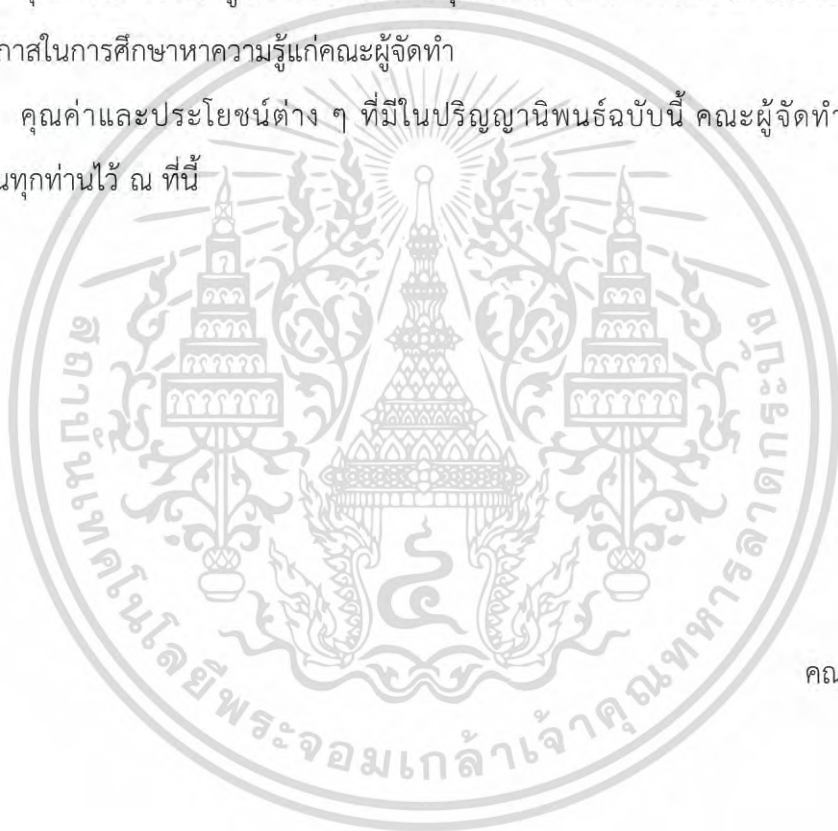 าสในการศึกษาหาความรู้แก่คณะผู้จัดทำ
คุณค่าและประโยชน์ต่าง ๆ ที่มีในปริญญานิพนธ์ฉบับนี้ คณะผู้จัดทำ
ทุกท่านไว้ ณ ที่นี้
คณ
สถาบันเทคโนโลยีพระจอมเกล้าเจ้าคุณทหารลาดกระบัง